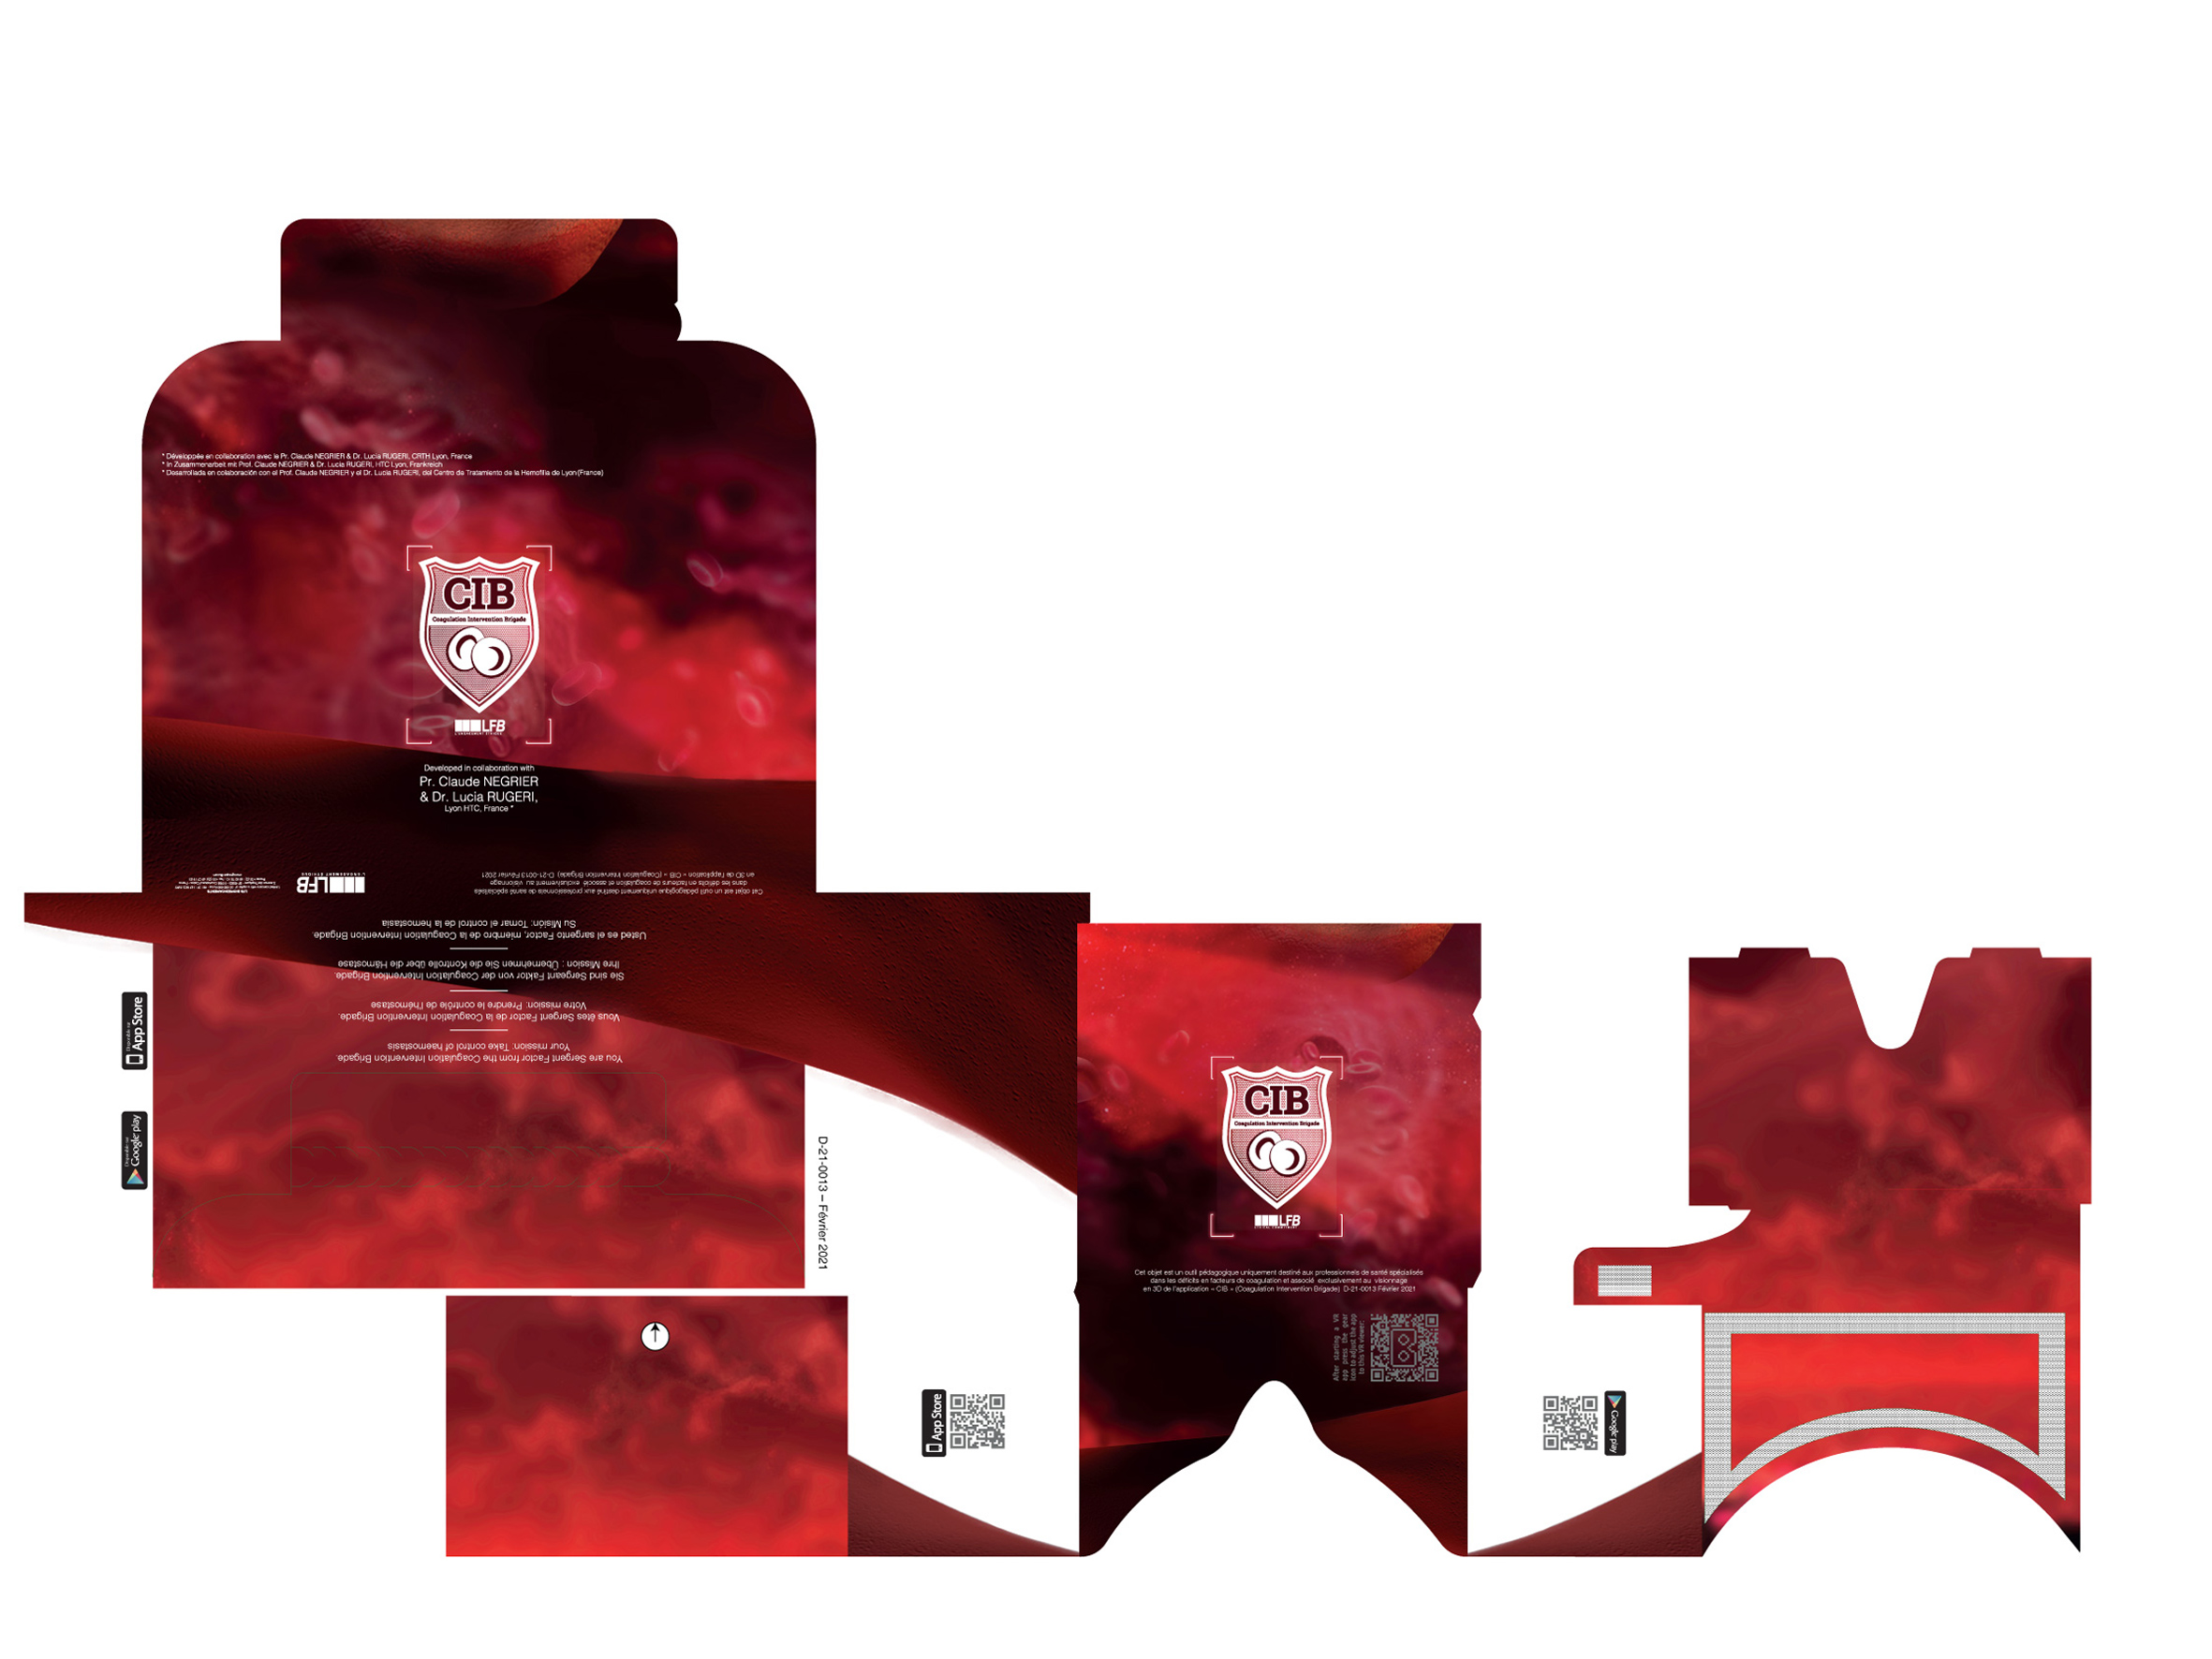 * Développée en collaboration avec le Pr. Claude NEGRIER & Dr. Lucia RUGERI, CRTH Lyon, France
* In Zusammenarbeit mit Prof. Claude NEGRIER & Dr. Lucia RUGERI, HTC Lyon, Frankreich
* Desarrollada en colaboración con el Prof. Claude NEGRIER y el Dr. Lucia RUGERI, del Centro de Tratamiento de la Hemofilia de Lyon(France)
CIB
Coagulation Intervention Brigade
LFB
Developed in collaboration with
Pr. Claude NEGRIER
& Dr. Lucia RUGERI,
Lyon HTC, France *
Cet objet est un outil pédagogique uniquement destiné aux professionnels de santé spécialisés
dans les déficits en facteurs de coagulation et associé exclusivement au visionnage
en 3D de l'application « CIB » (Coagulation Intervention Brigade) D-21-0013 Février 2021
LFB
L'ENGAGEMENT ÉTHIQUE
You are Sergent Factor from the Coagulation Intervention Brigade.
Your mission: Take control of haemostasis
Vous êtes Sergent Factor de la Coagulation Intervention Brigade.
Votre mission: Prendre le contrôle de l'hémostase
Sie sind Sergeant Faktor von der Coagulation Intervention Brigade.
Ihre Mission : Übernehmen Sie die Kontrolle über die Hämostase
Usted es el sargento Factor, miembro de la Coagulation Intervention Brigade.
Su Misión: Tomar el control de la hemostasia
Disponible sur
App Store
Disponible sur
Google play
D-21-0013 – Février 2021
App Store
CIB
Coagulation Intervention Brigade
LFB
Cet objet est un outil pédagogique uniquement destiné aux professionnels de santé spécialisés
dans les déficits en facteurs de coagulation et associé exclusivement au visionnage
en 3D de l'application « CIB » (Coagulation Intervention Brigade) D-21-0013 Février 2021
After starting a VR
app press the gear
icon to adjust the app
to this VR viewer:
Google play